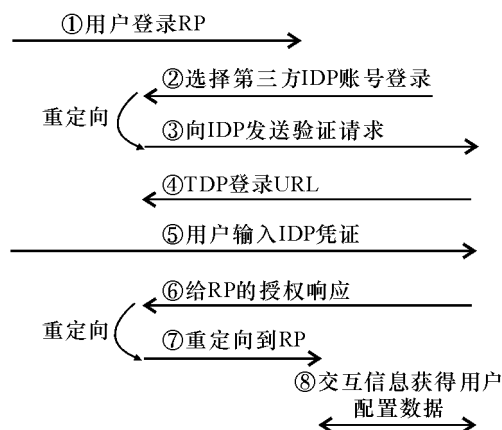 ①用户登录RP
②选择第三方IDP账号登录
重定向
③向IDP发送验证请求
④TDP登录URL
⑤用户输入IDP凭证
⑥给RP的授权响应
重定向
⑦重定向到RP
⑧交互信息获得用户
配置数据